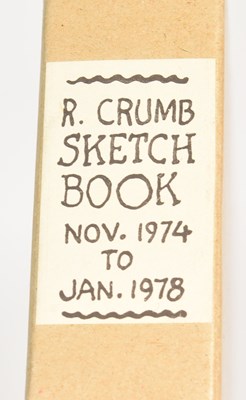 R. CRUMB
SKETCH
BOOK
NOV. 1974
TO
JAN. 1978